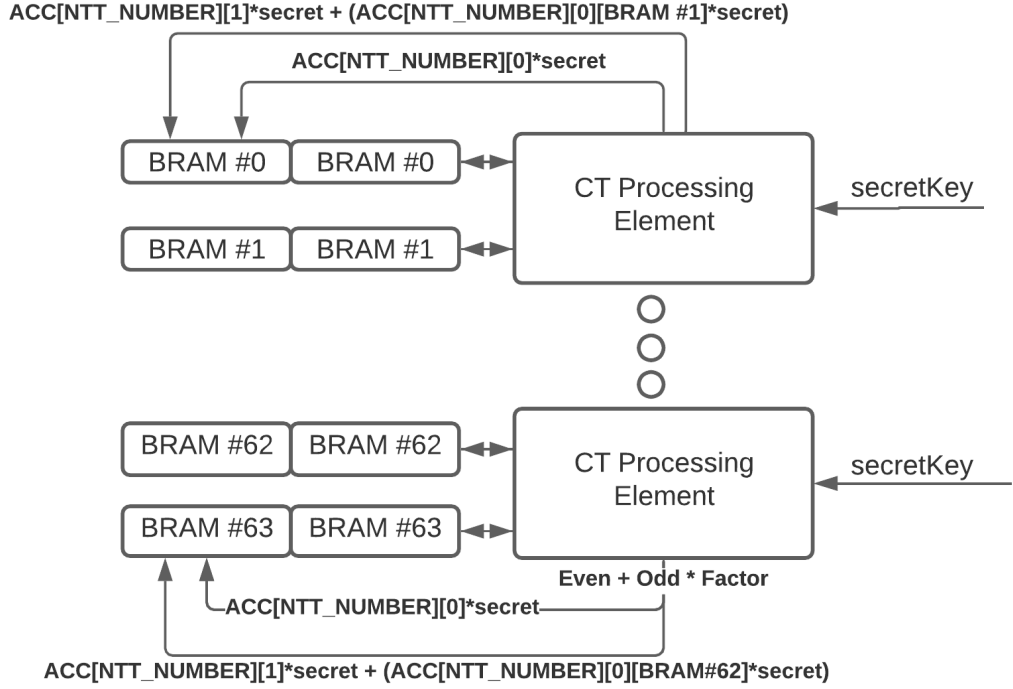 ACC[NTT_NUMBER][1]*secret + (ACC[NTT_NUMBER][0][BRAM #1]*secret)
ACC[NTT_NUMBER][0]*secret
BRAM #0 BRAM #0
BRAM #1 BRAM #1
CT Processing
Element
secretKey
BRAM #62 BRAM #62
BRAM #63 BRAM #63
CT Processing
Element
secretKey
Even + Odd * Factor
ACC[NTT_NUMBER][0]*secret
ACC[NTT_NUMBER][1]*secret + (ACC[NTT_NUMBER][0][BRAM#62]*secret)